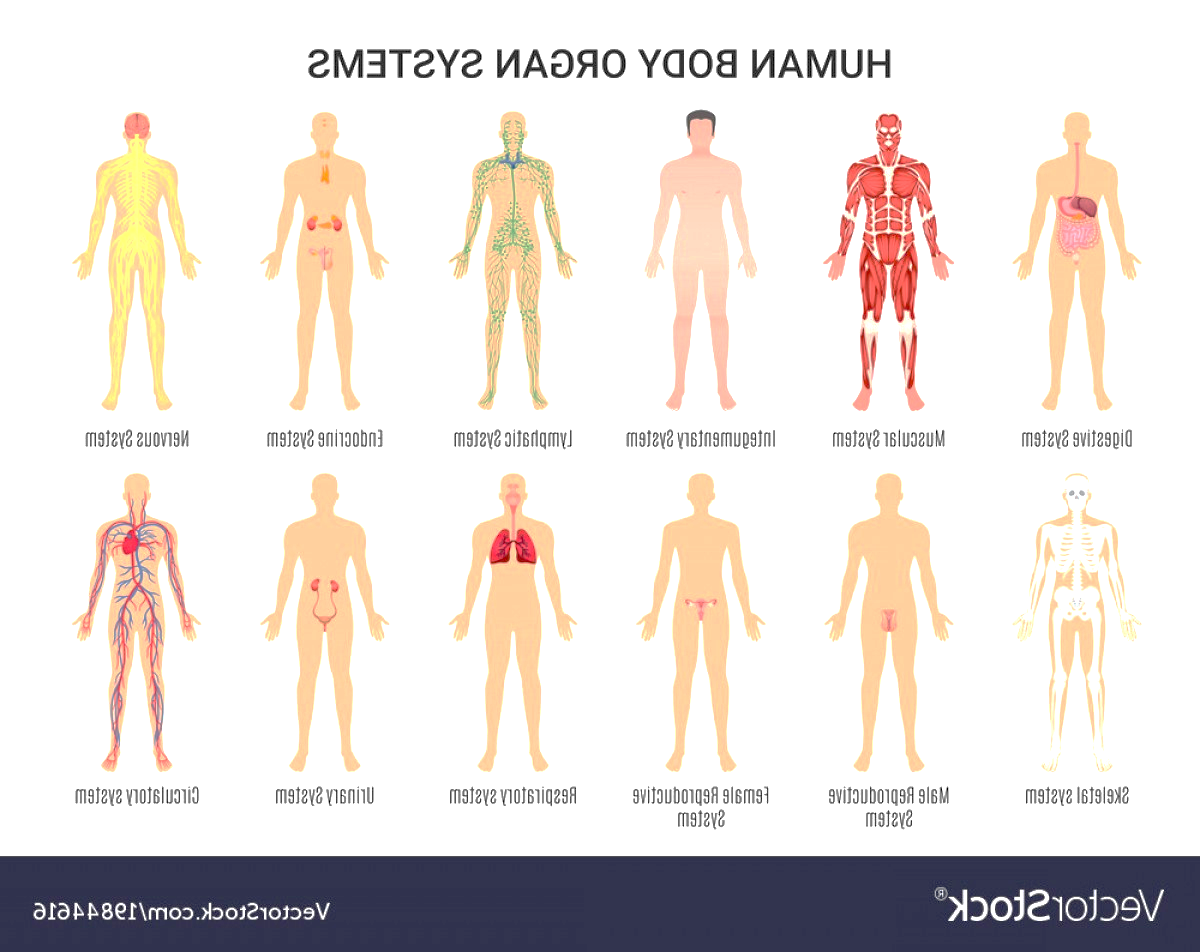 HUMAN BODY ORGAN SYSTEMS
Digestive System
Muscular System
Integumentary System
Lymphatic System
Endocrine System
Nervous System
Skeletal system
Male Reproductive
System
Female Reproductive
System
Respiratory system
Urinary System
Circulatory system
VectorStock®
VectorStock.com/19844616